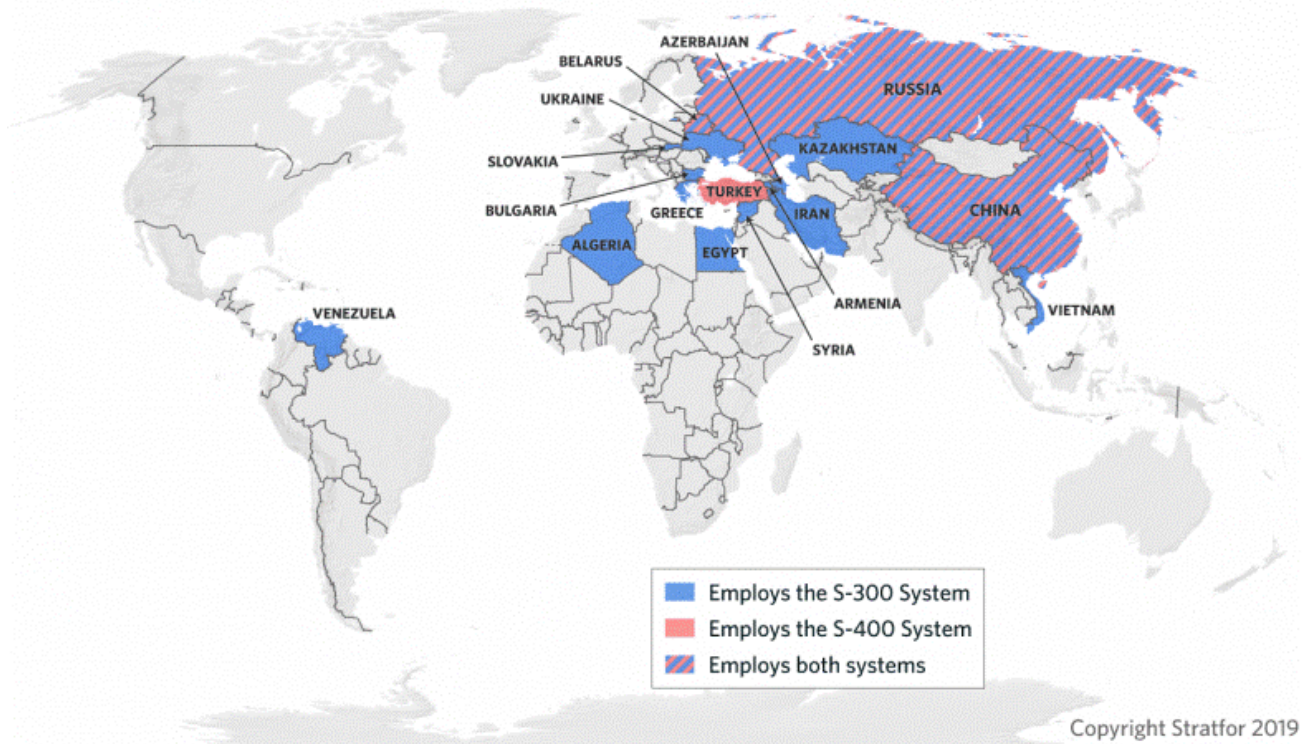 AZERBAIJAN
BELARUS
RUSSIA
UKRAINE
KAZAKHSTAN
SLOVAKIA
TURKEY
BULGARIA
GREECE
IRAN
CHINA
ALGERIA
EGYPT
ARMENIA
VENEZUELA
VIETNAM
SYRIA
Employs the S-300 System
Employs the S-400 System
Employs both systems
Copyright Stratfor 2019